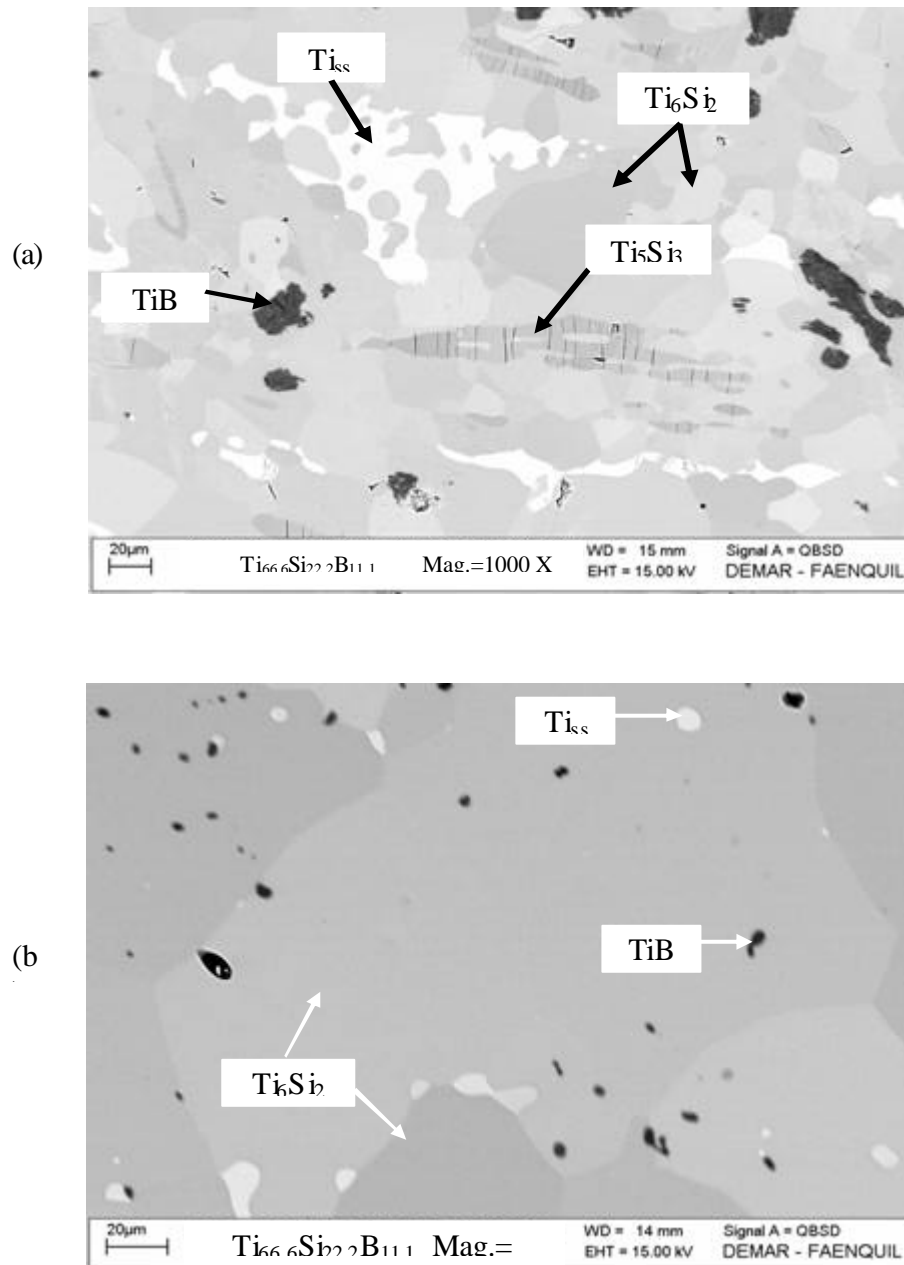 Tiss
Ti6Si2
(a)
Ti5Si3
TiB
20µm
Ti66.6Si22.2B11.1 Mag.=1000 X
WD = 15 mm
EHT = 15.00 kV
Signal A = QBSD
DEMAR - FAENQUIL
Tiss
(b
TiB
Ti6Si2
20µm
Ti66.6Si22.2B11.1 Mag.=
WD = 14 mm
EHT = 15.00 kV
Signal A = QBSD
DEMAR - FAENQUIL